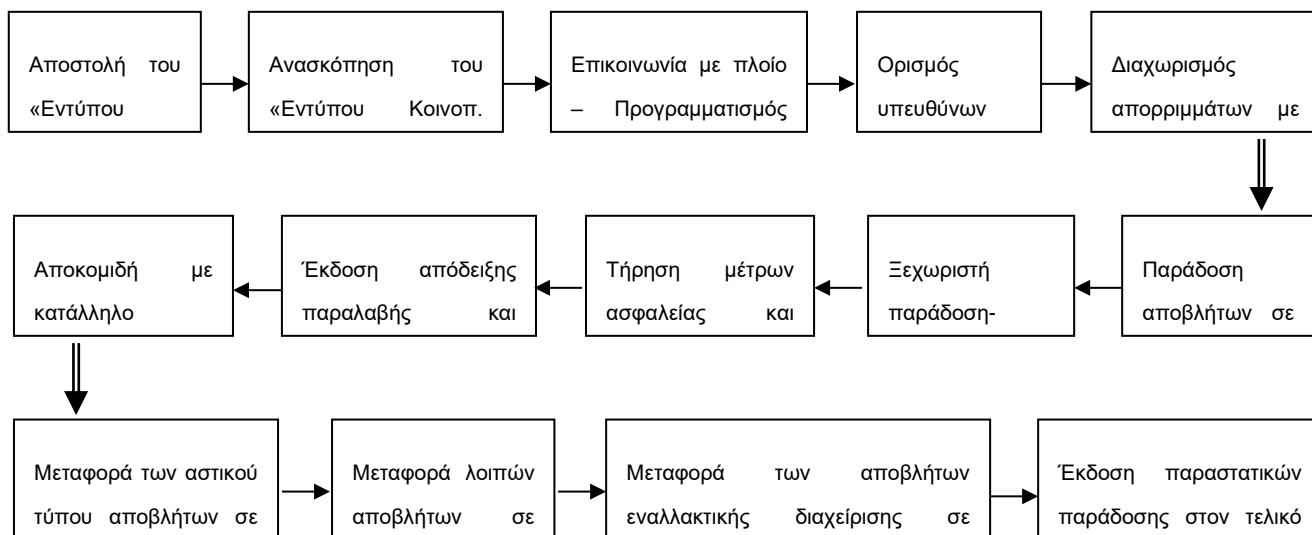 Αποστολή του
«Εντύπου
Ανασκόπηση του
«Εντύπου Κοινοπ.
Επικοινωνία με πλοίο
– Προγραμματισμός
Ορισμός
υπευθύνων
Διαχωρισμός
απορριμμάτων με
Παράδοση
αποβλήτων σε
Ξεχωριστή
παράδοση-
Τήρηση μέτρων
ασφαλείας και
Έκδοση απόδειξης
παραλαβής και
Αποκομιδή με
κατάλληλο
Μεταφορά των αστικού
τύπου αποβλήτων σε
Μεταφορά λοιπών
αποβλήτων σε
Μεταφορά των αποβλήτων
εναλλακτικής διαχείρισης σε
Έκδοση παραστατικών
παράδοσης στον τελικό